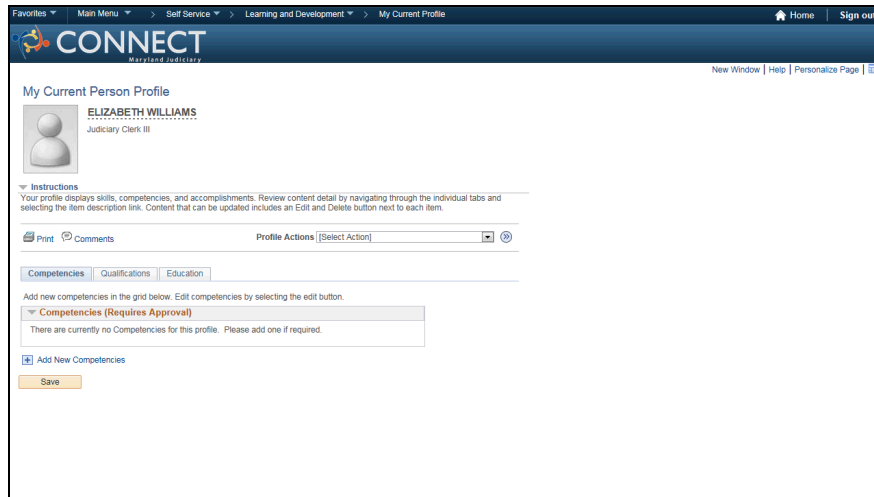 Favorites Main Menu > Self Service > Learning and Development > My Current Profile Home Sign out
CONNECT
Maryland Judiciary
New Window | Help | Personalize Page |
My Current Person Profile
ELIZABETH WILLIAMS
Judiciary Clerk III
Instructions
Your profile displays skills, competencies, and accomplishments. Review content detail by navigating through the individual tabs and
selecting the item description link. Content that can be updated includes an Edit and Delete button next to each item.
Print Comments Profile Actions [Select Action]
Competencies Qualifications Education
Add new competencies in the grid below. Edit competencies by selecting the edit button.
Competencies (Requires Approval)
There are currently no Competencies for this profile. Please add one if required.
Add New Competencies
Save